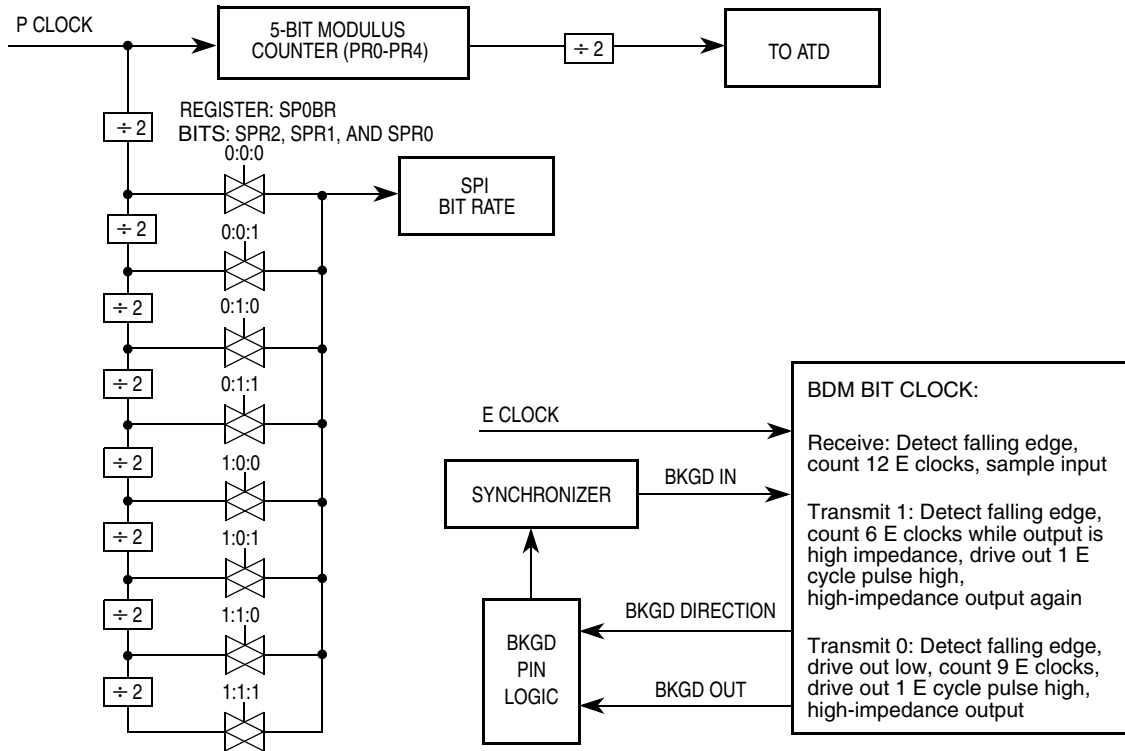 P CLOCK
5-BIT MODULUS
COUNTER (PR0-PR4)
÷ 2
TO ATD
÷ 2
REGISTER: SP0BR
BITS: SPR2, SPR1, AND SPR0
0:0:0
SPI
BIT RATE
÷ 2
0:0:1
÷ 2
0:1:0
÷ 2
0:1:1
÷ 2
1:0:0
÷ 2
1:0:1
÷ 2
1:1:0
÷ 2
1:1:1
E CLOCK
SYNCHRONIZER
BKGD IN
BKGD DIRECTION
BKGD
PIN
LOGIC
BKGD OUT
BDM BIT CLOCK:
Receive: Detect falling edge,
count 12 E clocks, sample input
Transmit 1: Detect falling edge,
count 6 E clocks while output is
high impedance, drive out 1 E
cycle pulse high,
high-impedance output again
Transmit 0: Detect falling edge,
drive out low, count 9 E clocks,
drive out 1 E cycle pulse high,
high-impedance output